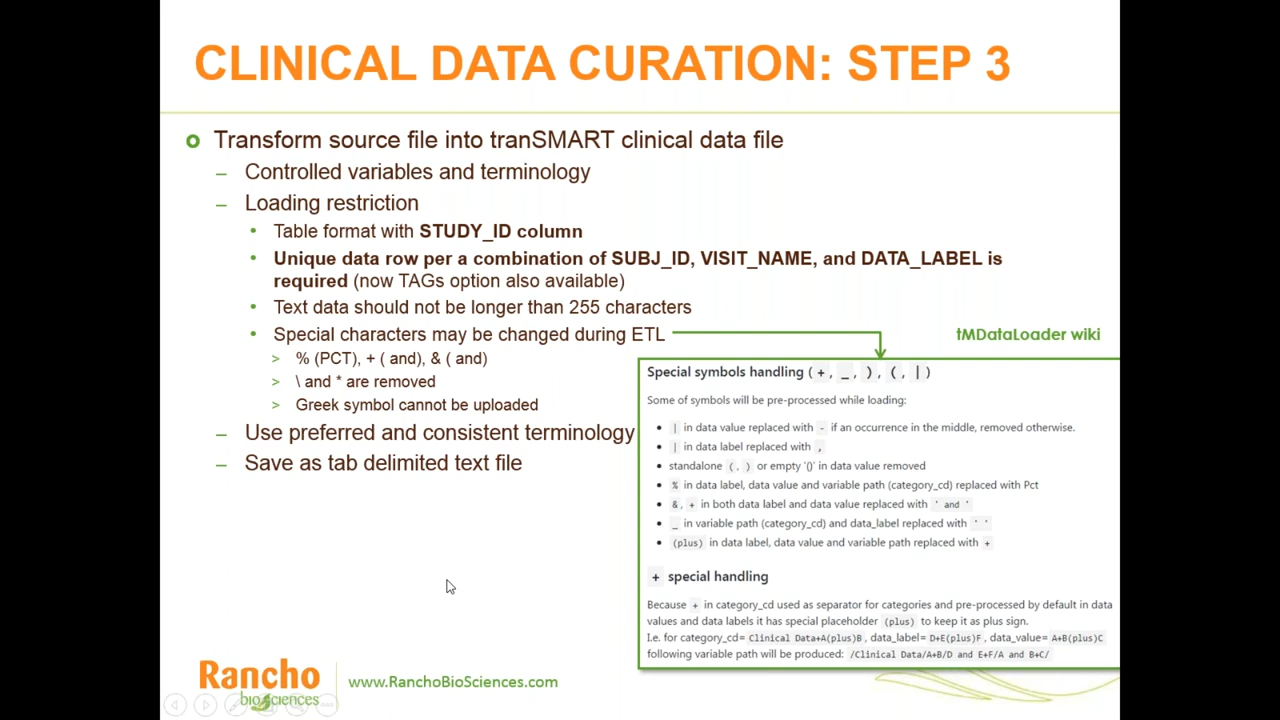 CLINICAL DATA CURATION: STEP 3
Transform source file into tranSMART clinical data file
– Controlled variables and terminology
– Loading restriction
• Table format with STUDY_ID column
• Unique data row per a combination of SUBJ_ID, VISIT_NAME, and DATA_LABEL is
required (now TAGs option also available)
• Text data should not be longer than 255 characters
• Special characters may be changed during ETL
> % (PCT), + ( and), & ( and)
> \ and * are removed
> Greek symbol cannot be uploaded
– Use preferred and consistent terminology
– Save as tab delimited text file
tMDataLoader wiki
Special symbols handling ( + , _ , ) , ( , | )
Some of symbols will be pre-processed while loading:
• | in data value replaced with - if an occurrence in the middle, removed otherwise.
• | in data label replaced with ,
• standalone ( , ) or empty '()' in data value removed
• % in data label, data value and variable path (category_cd) replaced with Pct
• & , + in both data label and data value replaced with ' and '
• _ in variable path (category_cd) and data_label replaced with ' '
• (plus) in data label, data value and variable path replaced with +
+ special handling
Because + in category_cd used as separator for categories and pre-processed by default in data
values and data labels it has special placeholder (plus) to keep it as plus sign.
I.e. for category_cd= Clinical Data+A(plus)B , data_label= D+E(plus)F , data_value= A+B(plus)C
following variable path will be produced: /Clinical Data/A+B/D and E+F/A and B+C/
Rancho
biosciences
www.RanchoBioSciences.com